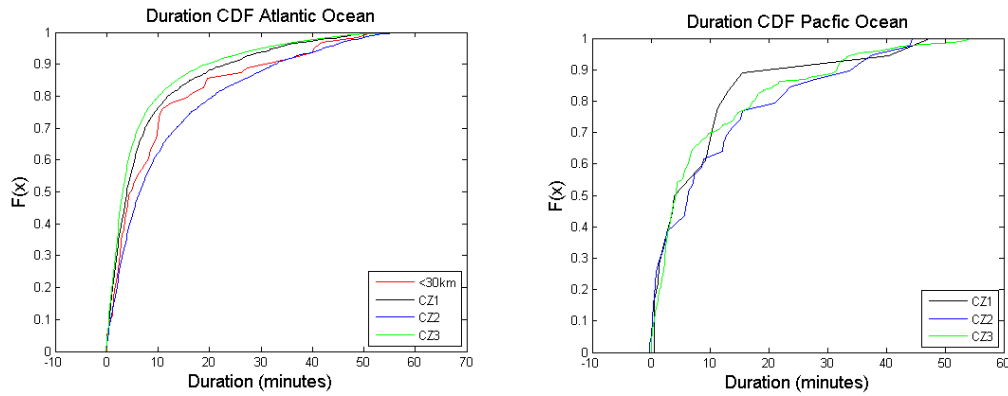 Duration CDF Atlantic Ocean
1
0.9
0.8
0.7
0.6
0.5
0.4
0.3
0.2
0.1
0
F(x)
-10 0 10 20 30 40 50 60 70
Duration (minutes)
<30km
CZ1
CZ2
CZ3
Duration CDF Pacfic Ocean
1
0.9
0.8
0.7
0.6
0.5
0.4
0.3
0.2
0.1
0
F(x)
-10 0 10 20 30 40 50 60
Duration (minutes)
CZ1
CZ2
CZ3